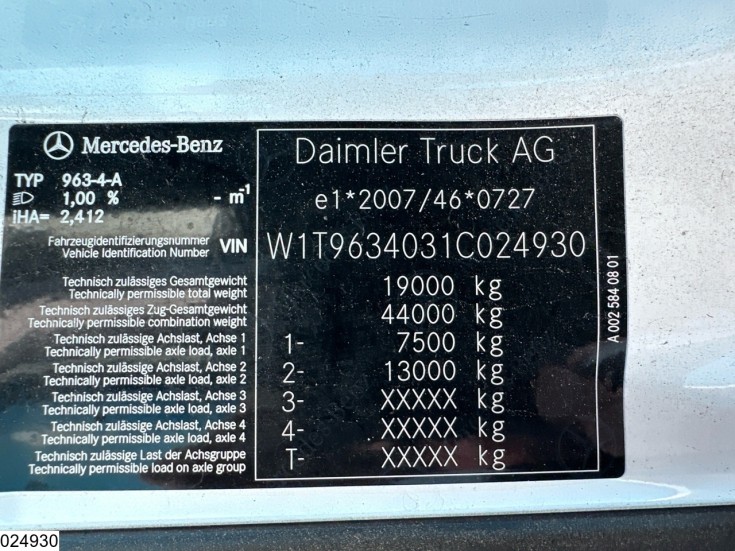 Mercedes-Benz
Daimler Truck AG
TYP 963-4-A
1,00 % - m-1
iHA= 2,412
e1*2007/46*0727
Fahrzeugidentifizierungsnummer
Vehicle Identification Number VIN
W1T9634031C024930
Technisch zulässiges Gesamtgewicht
Technically permissible total weight
19000 kg
Technisch zulässiges Zug-Gesamtgewicht
Technically permissible combination weight
44000 kg
Technisch zulässige Achslast, Achse 1
Technically permissible axle load, axle 1
1- 7500 kg
Technisch zulässige Achslast, Achse 2
Technically permissible axle load, axle 2
2- 13000 kg
Technisch zulässige Achslast, Achse 3
Technically permissible axle load, axle 3
3- XXXXX kg
Technisch zulässige Achslast, Achse 4
Technically permissible axle load, axle 4
4- XXXXX kg
Technisch zulässige Last der Achsgruppe
Technically permissible load on axle group
T- XXXXX kg
A 002 584 08 01
024930